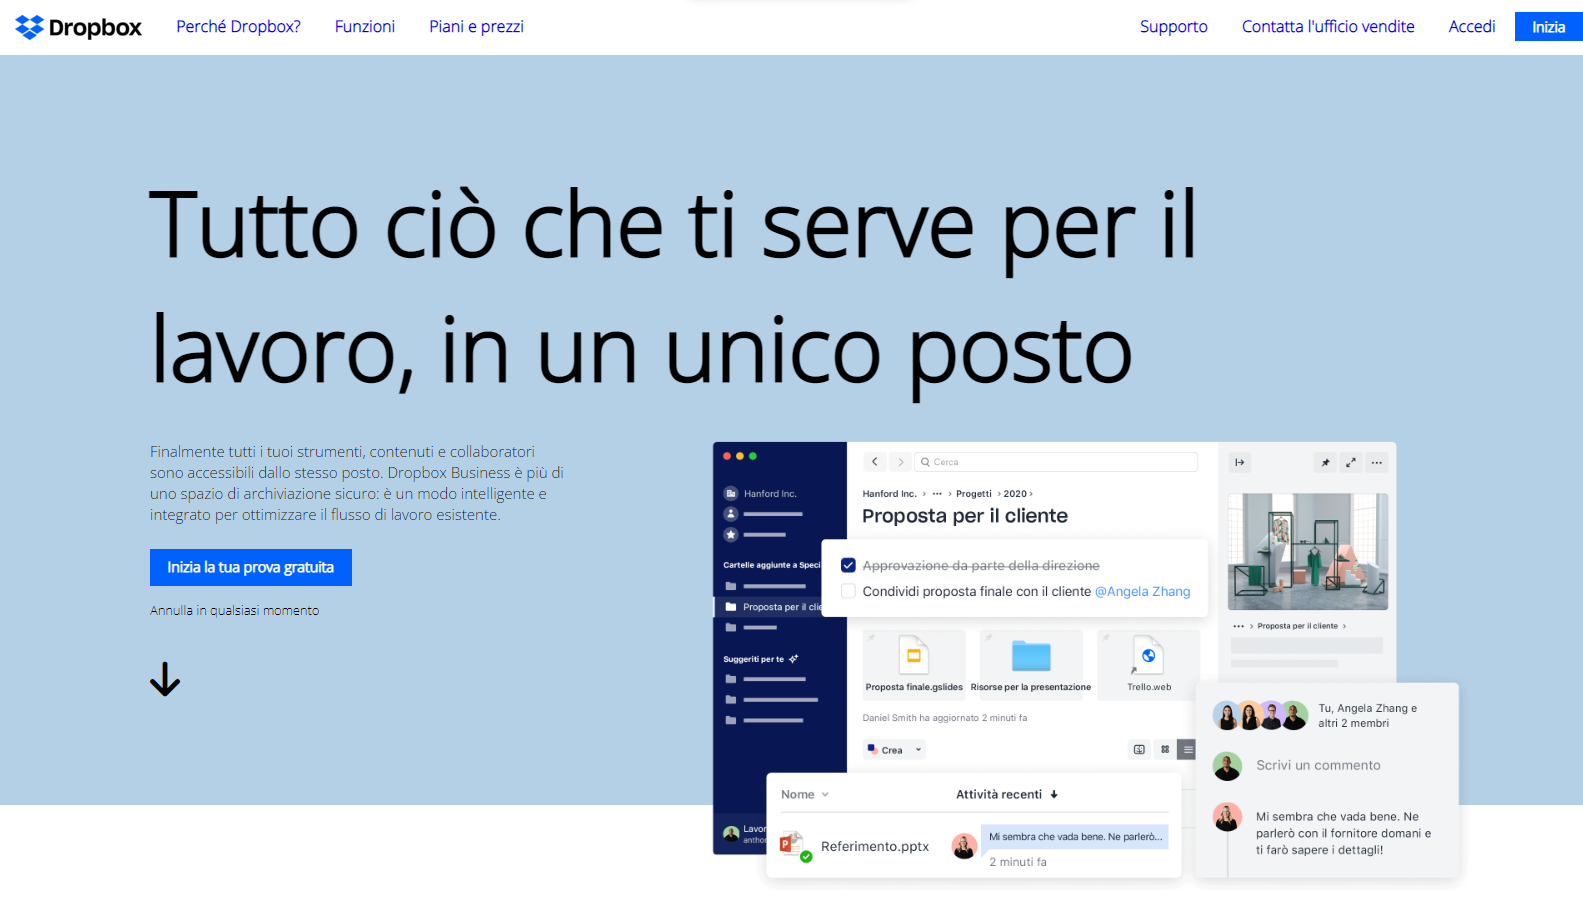 Dropbox
Perché Dropbox?
Funzioni
Piani e prezzi
Supporto
Contatta l'ufficio vendite
Accedi
Inizia
Tutto ciò che ti serve per il
lavoro, in un unico posto
Finalmente tutti i tuoi strumenti, contenuti e collaboratori
sono accessibili dallo stesso posto. Dropbox Business è più di
uno spazio di archiviazione sicuro: è un modo intelligente e
integrato per ottimizzare il flusso di lavoro esistente.
Inizia la tua prova gratuita
Annulla in qualsiasi momento
Hanford Inc.
Cartelle aggiunte a Speci
Proposta per il clie
Suggeriti per te
Lavor
anthon
Cerca
Hanford Inc. › ••• › Progetti › 2020 ›
Proposta per il cliente
Approvazione da parte della direzione
Condividi proposta finale con il cliente @Angela Zhang
Proposta finale.gslides
Risorse per la presentazione
Trello.web
Daniel Smith ha aggiornato 2 minuti fa
Crea
Nome
Attività recenti
Referimento.pptx
Mi sembra che vada bene. Ne parlerò...
2 minuti fa
••• › Proposta per il cliente ›
Tu, Angela Zhang e
altri 2 membri
Scrivi un commento
Mi sembra che vada bene. Ne
parlerò con il fornitore domani e
ti farò sapere i dettagli!